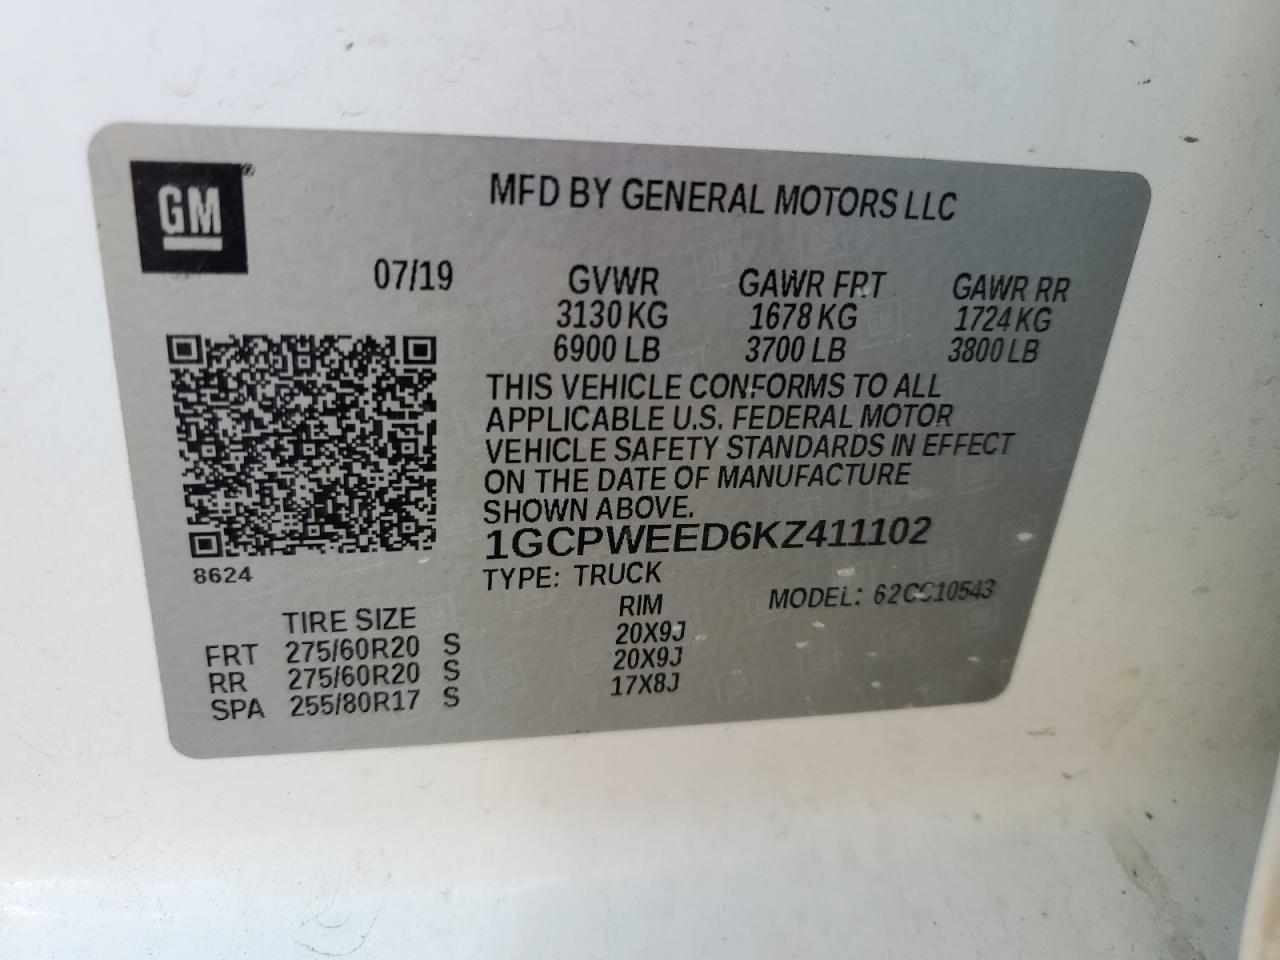 GM
MFD BY GENERAL MOTORS LLC
07/19 GVWR GAWR FRT GAWR RR
3130 KG 1678 KG 1724 KG
6900 LB 3700 LB 3800 LB
THIS VEHICLE CONFORMS TO ALL
APPLICABLE U.S. FEDERAL MOTOR
VEHICLE SAFETY STANDARDS IN EFFECT
ON THE DATE OF MANUFACTURE
SHOWN ABOVE.
1GCPWEED6KZ411102
8624
TYPE: TRUCK
MODEL:
TIRE SIZE RIM
FRT 275/60R20 S 20X9J
RR 275/60R20 S 20X9J
SPA 255/80R17 S 17X8J